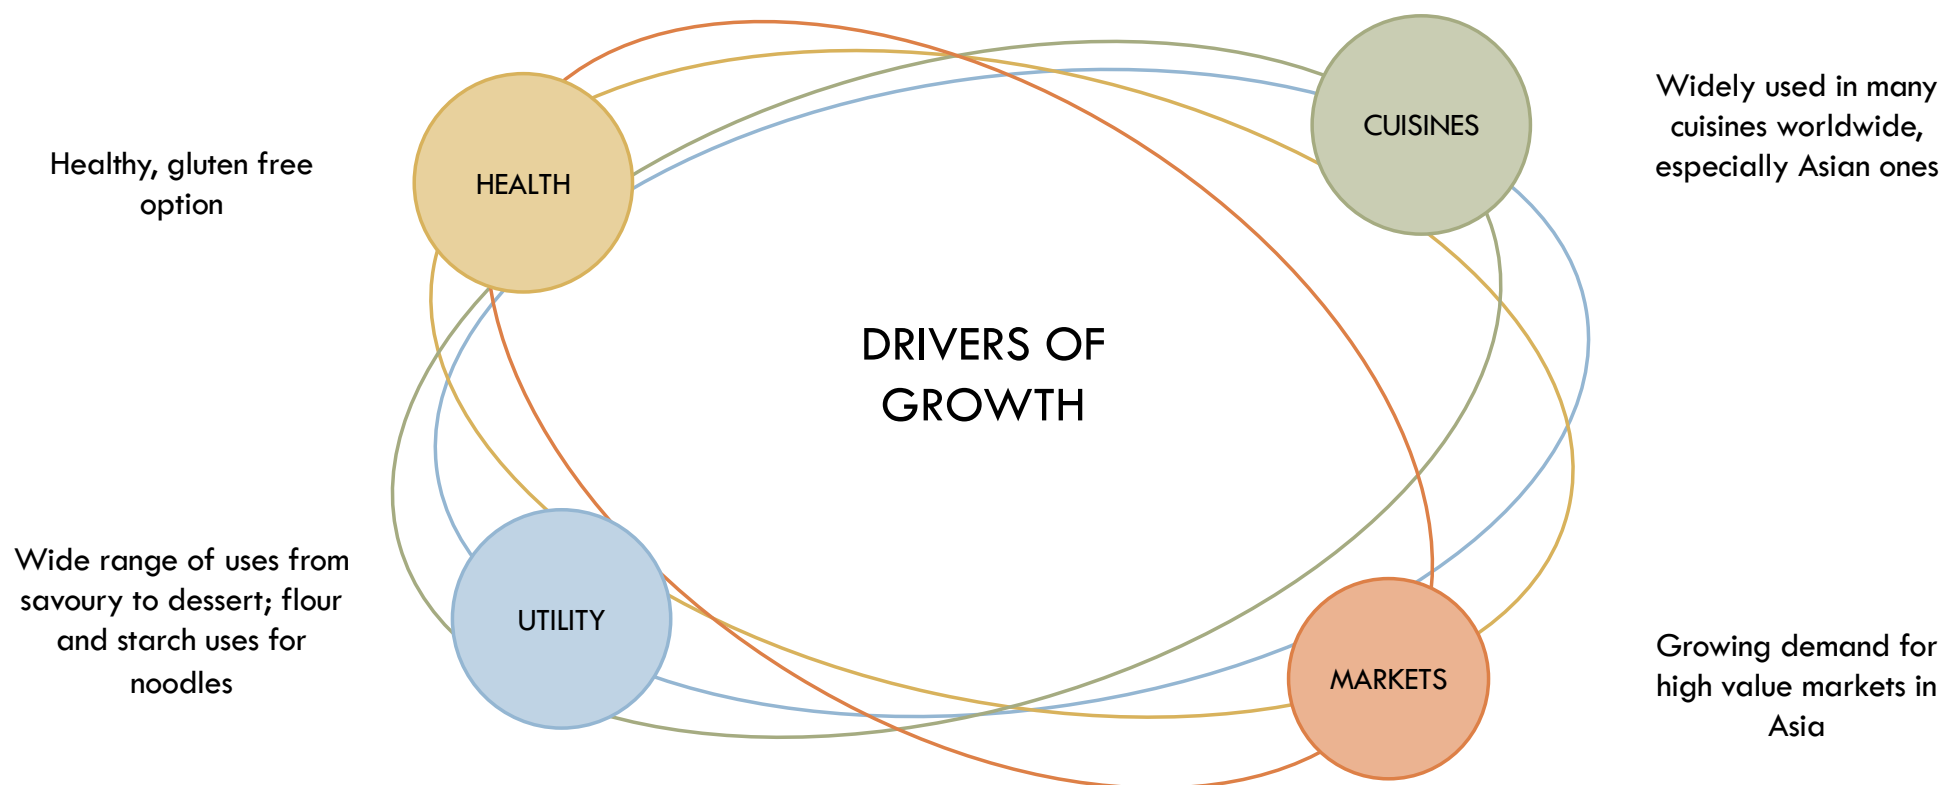 Healthy, gluten free
option
HEALTH
CUISINES
Widely used in many
cuisines worldwide,
especially Asian ones
DRIVERS OF
GROWTH
Wide range of uses from
savoury to dessert; flour
and starch uses for
noodles
UTILITY
MARKETS
Growing demand for
high value markets in
Asia